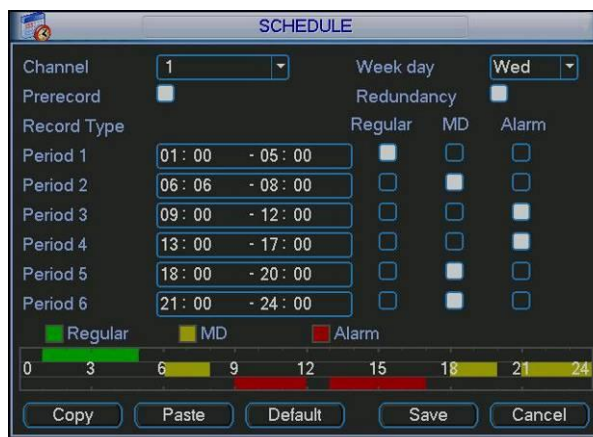 SCHEDULE
Channel 1 Week day Wed
Prerecord Redundancy
Record Type Regular MD Alarm
Period 1 01: 00 - 05: 00
Period 2 06: 06 - 08: 00
Period 3 09: 00 - 12: 00
Period 4 13: 00 - 17: 00
Period 5 18: 00 - 20: 00
Period 6 21: 00 - 24: 00
Regular MD Alarm
0 3 6 9 12 15 18 21 24
Copy Paste Default Save Cancel